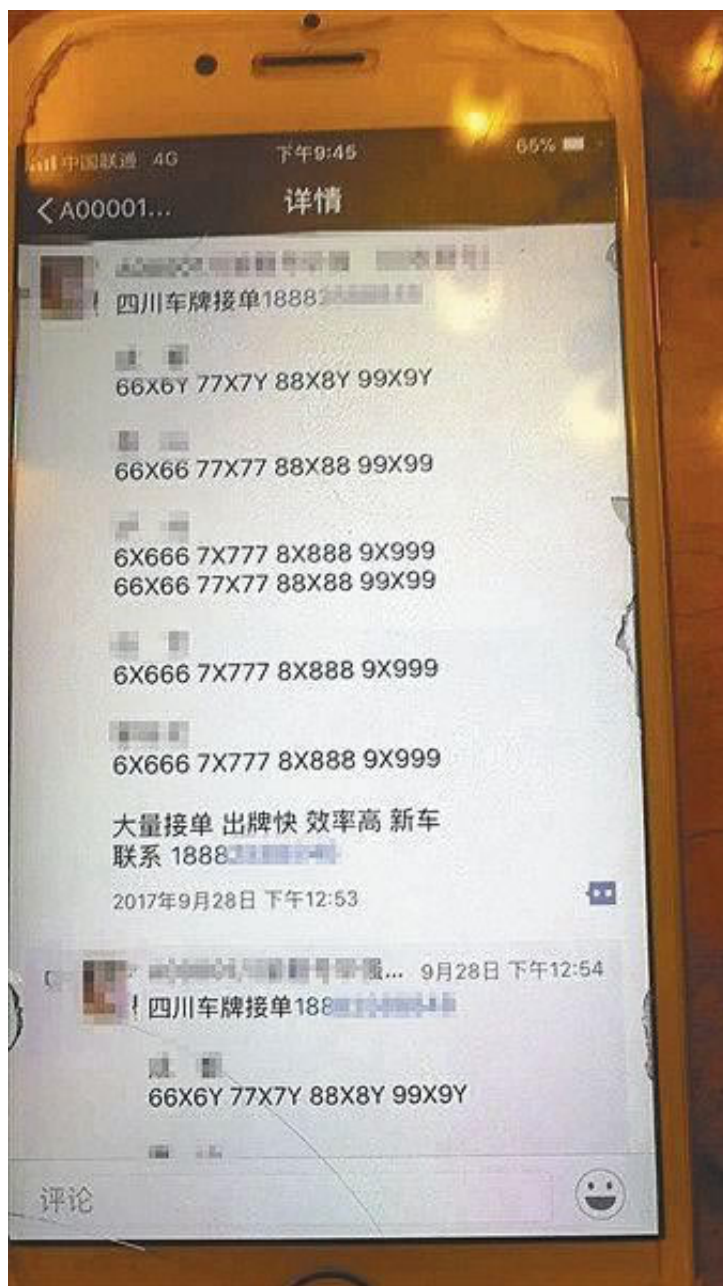 中国联通 4G 下午9:45 66%
A00001... 详情
四川车牌接单1888
66X6Y 77X7Y 88X8Y 99X9Y
66X66 77X77 88X88 99X99
6X666 7X777 8X888 9X999
66X66 77X77 88X88 99X99
6X666 7X777 8X888 9X999
6X666 7X777 8X888 9X999
大量接单 出牌快 效率高 新车
联系 1888
2017年9月28日 下午12:53
... 9月28日 下午12:54
四川车牌接单188
66X6Y 77X7Y 88X8Y 99X9Y
评论